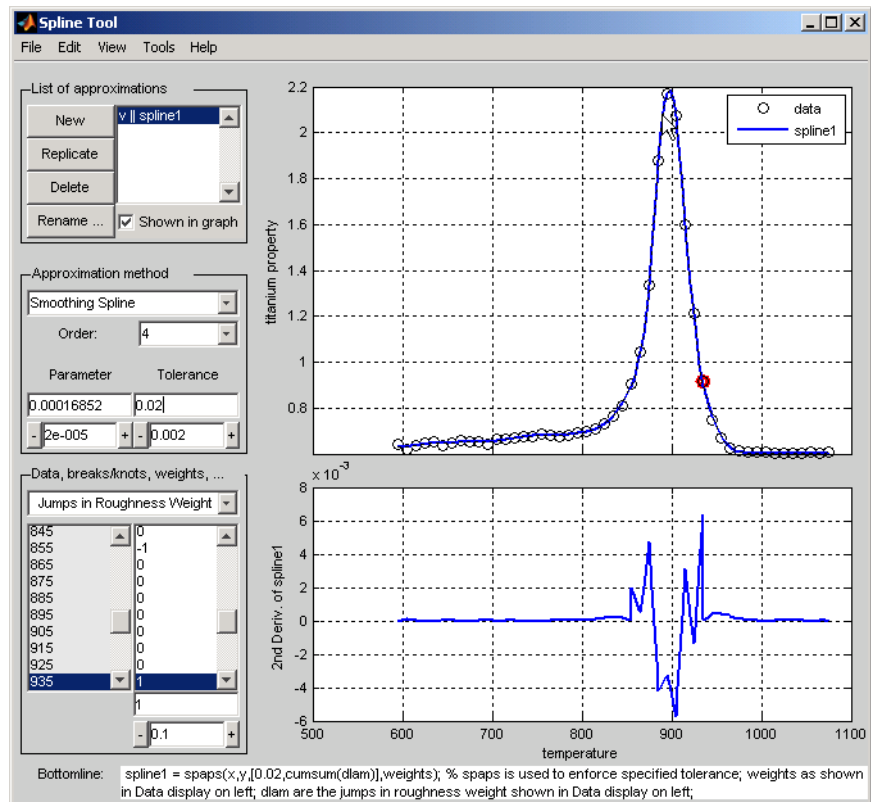 Spline Tool
File Edit View Tools Help
List of approximations
New
Replicate
Delete
Rename ...
v || spline1
Shown in graph
Approximation method
Smoothing Spline
Order: 4
Parameter Tolerance
0.00016852 0.02
- 2e-005 + - 0.002 +
Data, breaks/knots, weights, ...
Jumps in Roughness Weight
845 0
855 -1
865 0
875 0
885 0
895 0
905 0
915 0
925 0
935 1
1
- 0.1 +
2.2
2
1.8
1.6
1.4
1.2
1
0.8
titanium property
data
spline1
x 10-3
8
6
4
2
0
-2
-4
-6
2nd Deriv. of spline1
500 600 700 800 900 1000 1100
temperature
Bottomline: spline1 = spaps(x,y,[0.02,cumsum(dlam)],weights); % spaps is used to enforce specified tolerance; weights as shown
in Data display on left; dlam are the jumps in roughness weight shown in Data display on left;